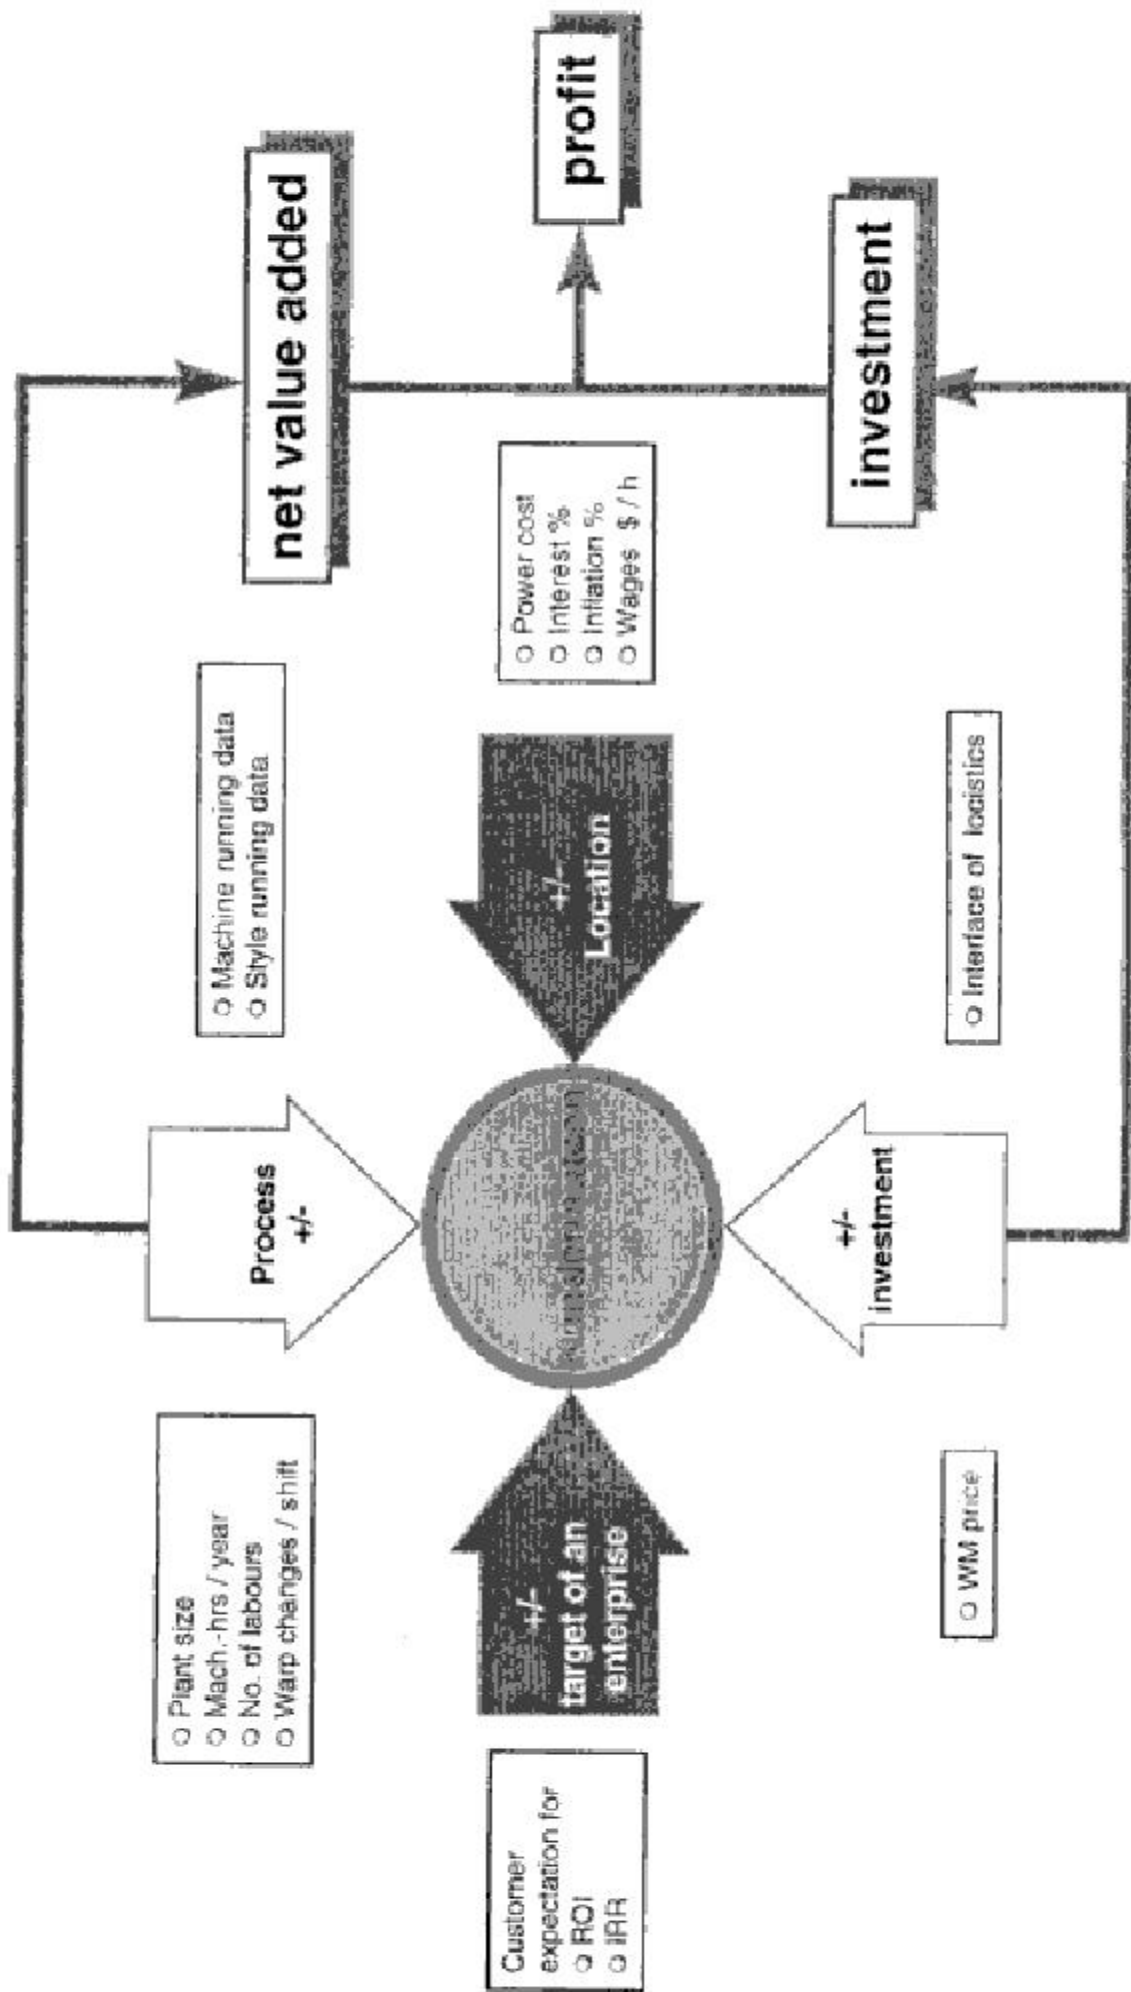 ○ Plant size
○ Mach.-hrs / year
○ No. of labours
○ Warp changes / shift
Process
+/-
○ Machine running data
○ Style running data
net value added
Customer
expectation for
○ ROI
○ IRR
+/-
target of an
enterprise
+/-
Location
○ Power cost
○ Interest %
○ Inflation %
○ Wages $ / h
profit
○ WM price
+/-
investment
○ Interface of locistics
investment